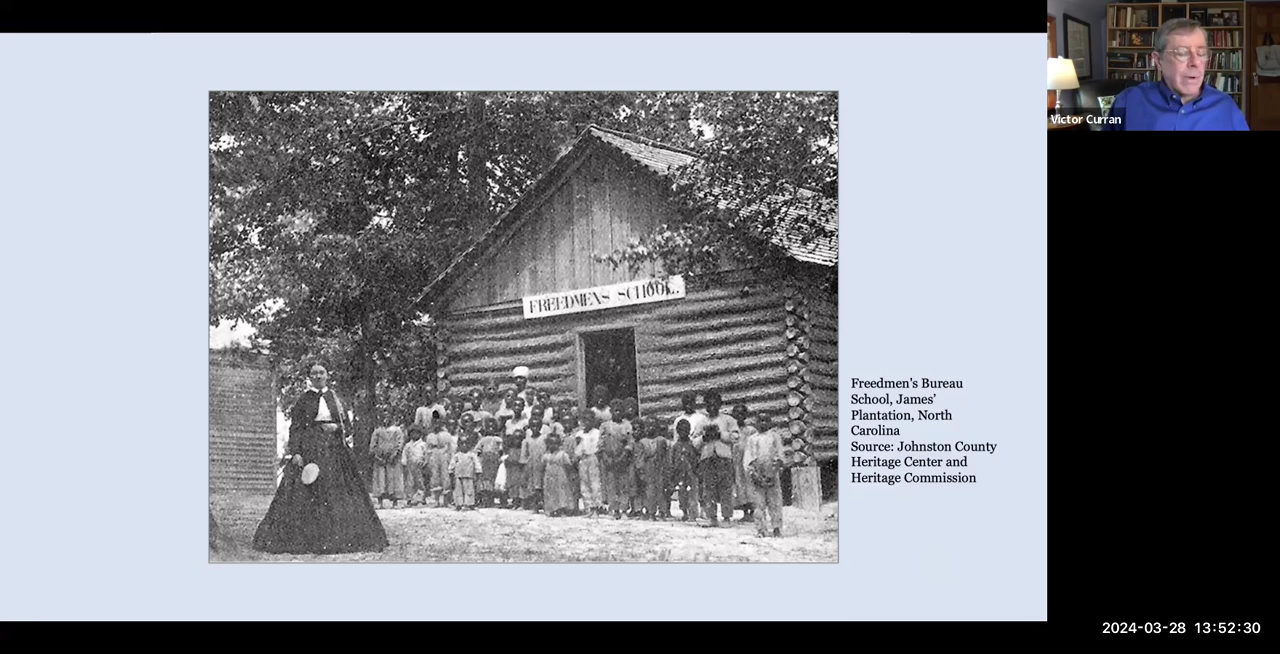 Victor Curran
FREEDMEN'S SCHOOL.
Freedmen's Bureau
School, James'
Plantation, North
Carolina
Source: Johnston County
Heritage Center and
Heritage Commission
2024-03-28 13:52:30